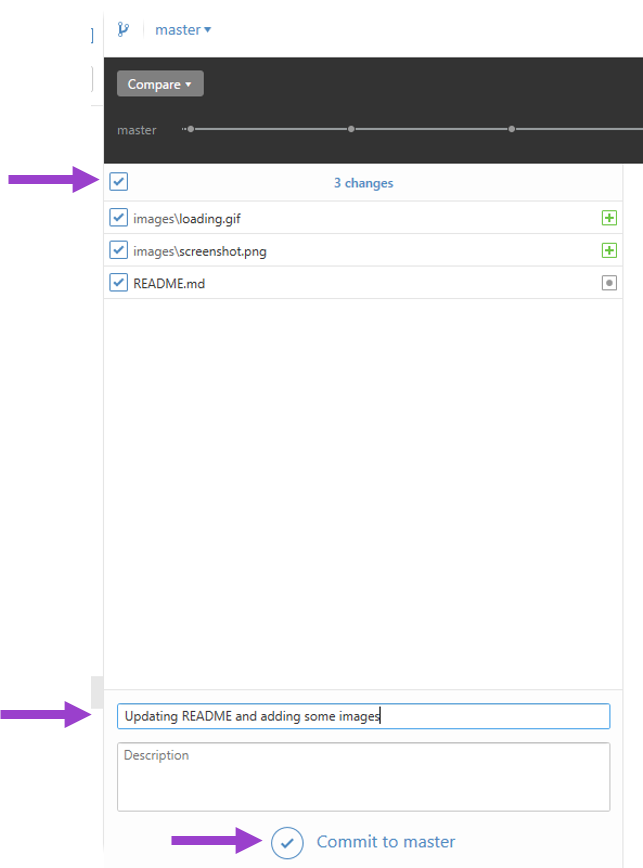 master
Compare
master
3 changes
images\loading.gif
images\screenshot.png
README.md
Updating README and adding some images
Description
Commit to master